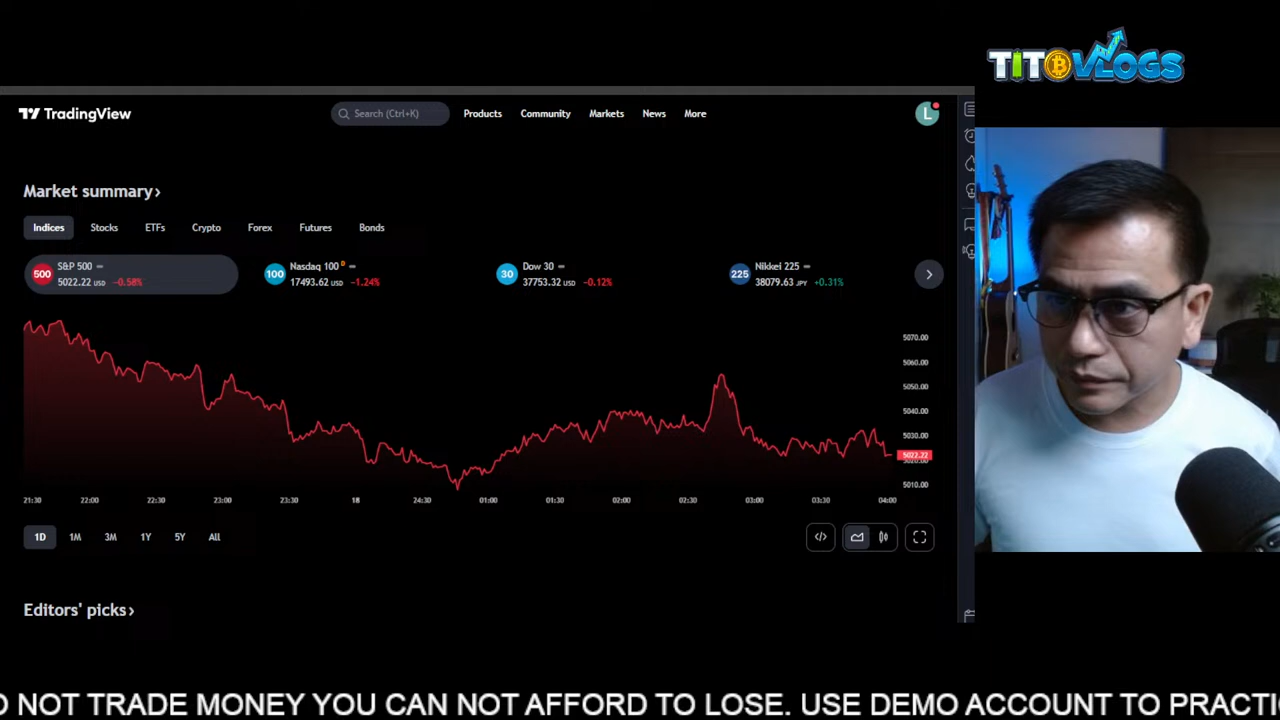 TITOVLOGS
TradingView
Search (Ctrl+K)
Products
Community
Markets
News
More
L
Market summary›
Indices
Stocks
ETFs
Crypto
Forex
Futures
Bonds
500
S&P 500
5022.22 USD -0.58%
100
Nasdaq 100 D
17493.62 USD -1.24%
30
Dow 30
37753.32 USD -0.12%
225
Nikkei 225
38079.63 JPY +0.31%
5070.00
5060.00
5050.00
5040.00
5030.00
5022.22
5010.00
21:30
22:00
22:30
23:00
23:30
18
24:30
01:00
01:30
02:00
02:30
03:00
03:30
04:00
1D
1M
3M
1Y
5Y
All
Editors' picks›
O NOT TRADE MONEY YOU CAN NOT AFFORD TO LOSE. USE DEMO ACCOUNT TO PRACTI